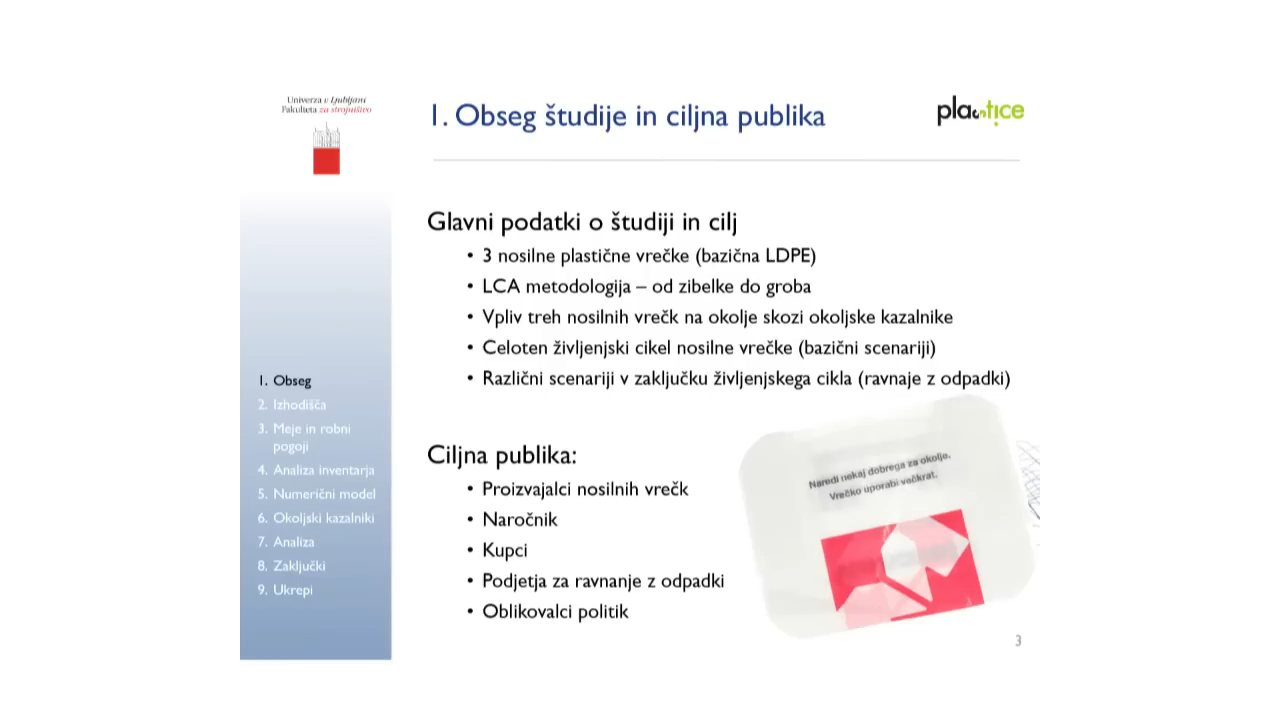 Univerza v Ljubljani
Fakulteta za strojništvo
1. Obseg študije in ciljna publika
plastice
Glavni podatki o študiji in cilj
• 3 nosilne plastične vrečke (bazična LDPE)
• LCA metodologija – od zibelke do groba
• Vpliv treh nosilnih vrečk na okolje skozi okoljske kazalnike
• Celoten življenjski cikel nosilne vrečke (bazični scenariji)
• Različni scenariji v zaključku življenjskega cikla (ravnaje z odpadki)
1. Obseg
2. Izhodišča
3. Meje in robni
pogoji
4. Analiza inventarja
5. Numerični model
6. Okoljski kazalniki
7. Analiza
8. Zaključki
9. Ukrepi
Ciljna publika:
• Proizvajalci nosilnih vrečk
• Naročnik
• Kupci
• Podjetja za ravnanje z odpadki
• Oblikovalci politik
Naredi nekaj dobrega za okolje.
Vrečko uporabi večkrat.
3